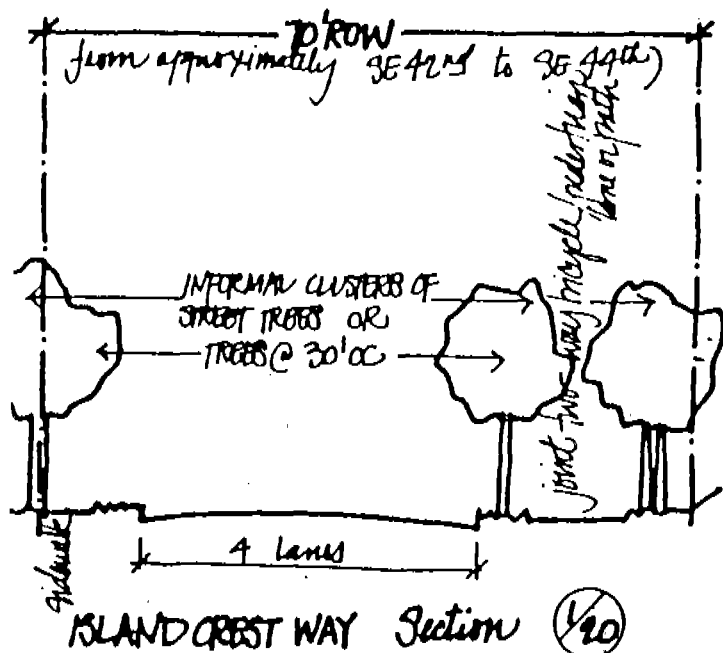 70' ROW
from approximately SE 42nd to SE 44th)
joint two-way bicycle/pedestrian
lane or path
INFORMAL CLUSTERS OF
STREET TREES OR
TREES @ 30' OC
4 lanes
sidewalk
ISLAND CREST WAY Section 1/20